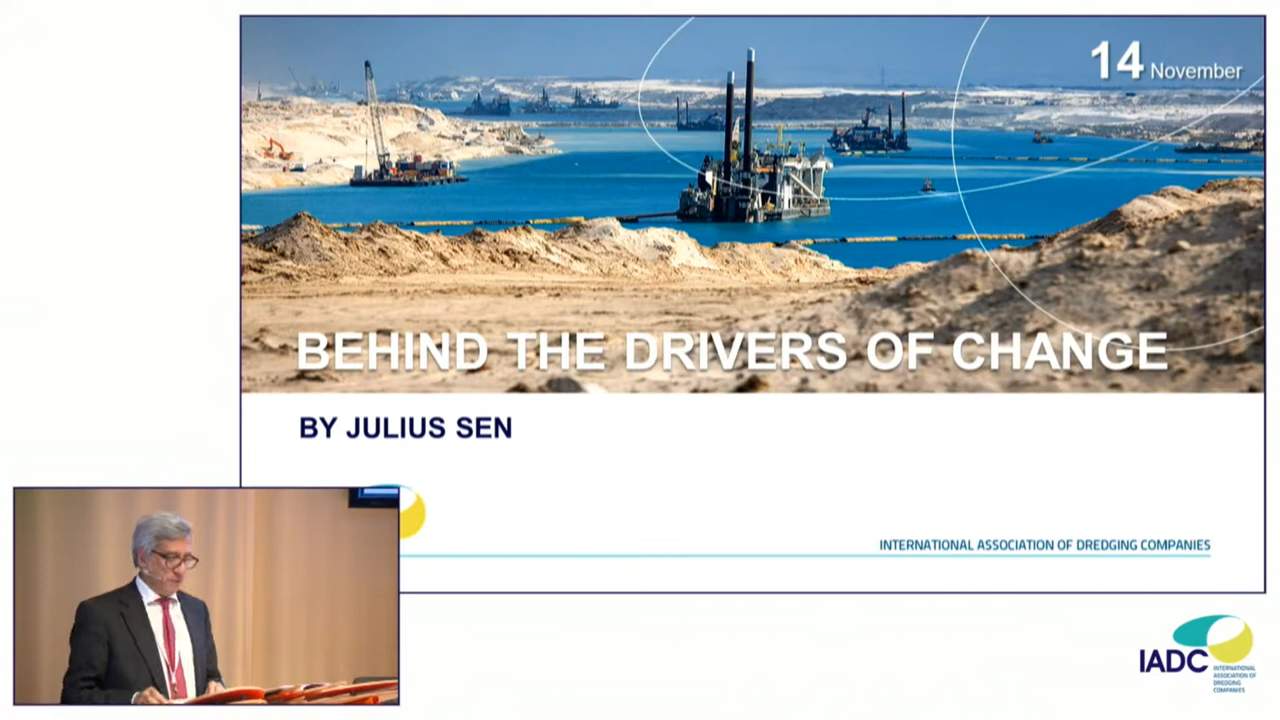 14 November
BEHIND THE DRIVERS OF CHANGE
BY JULIUS SEN
INTERNATIONAL ASSOCIATION OF DREDGING COMPANIES
IADC
INTERNATIONAL
ASSOCIATION OF
DREDGING
COMPANIES